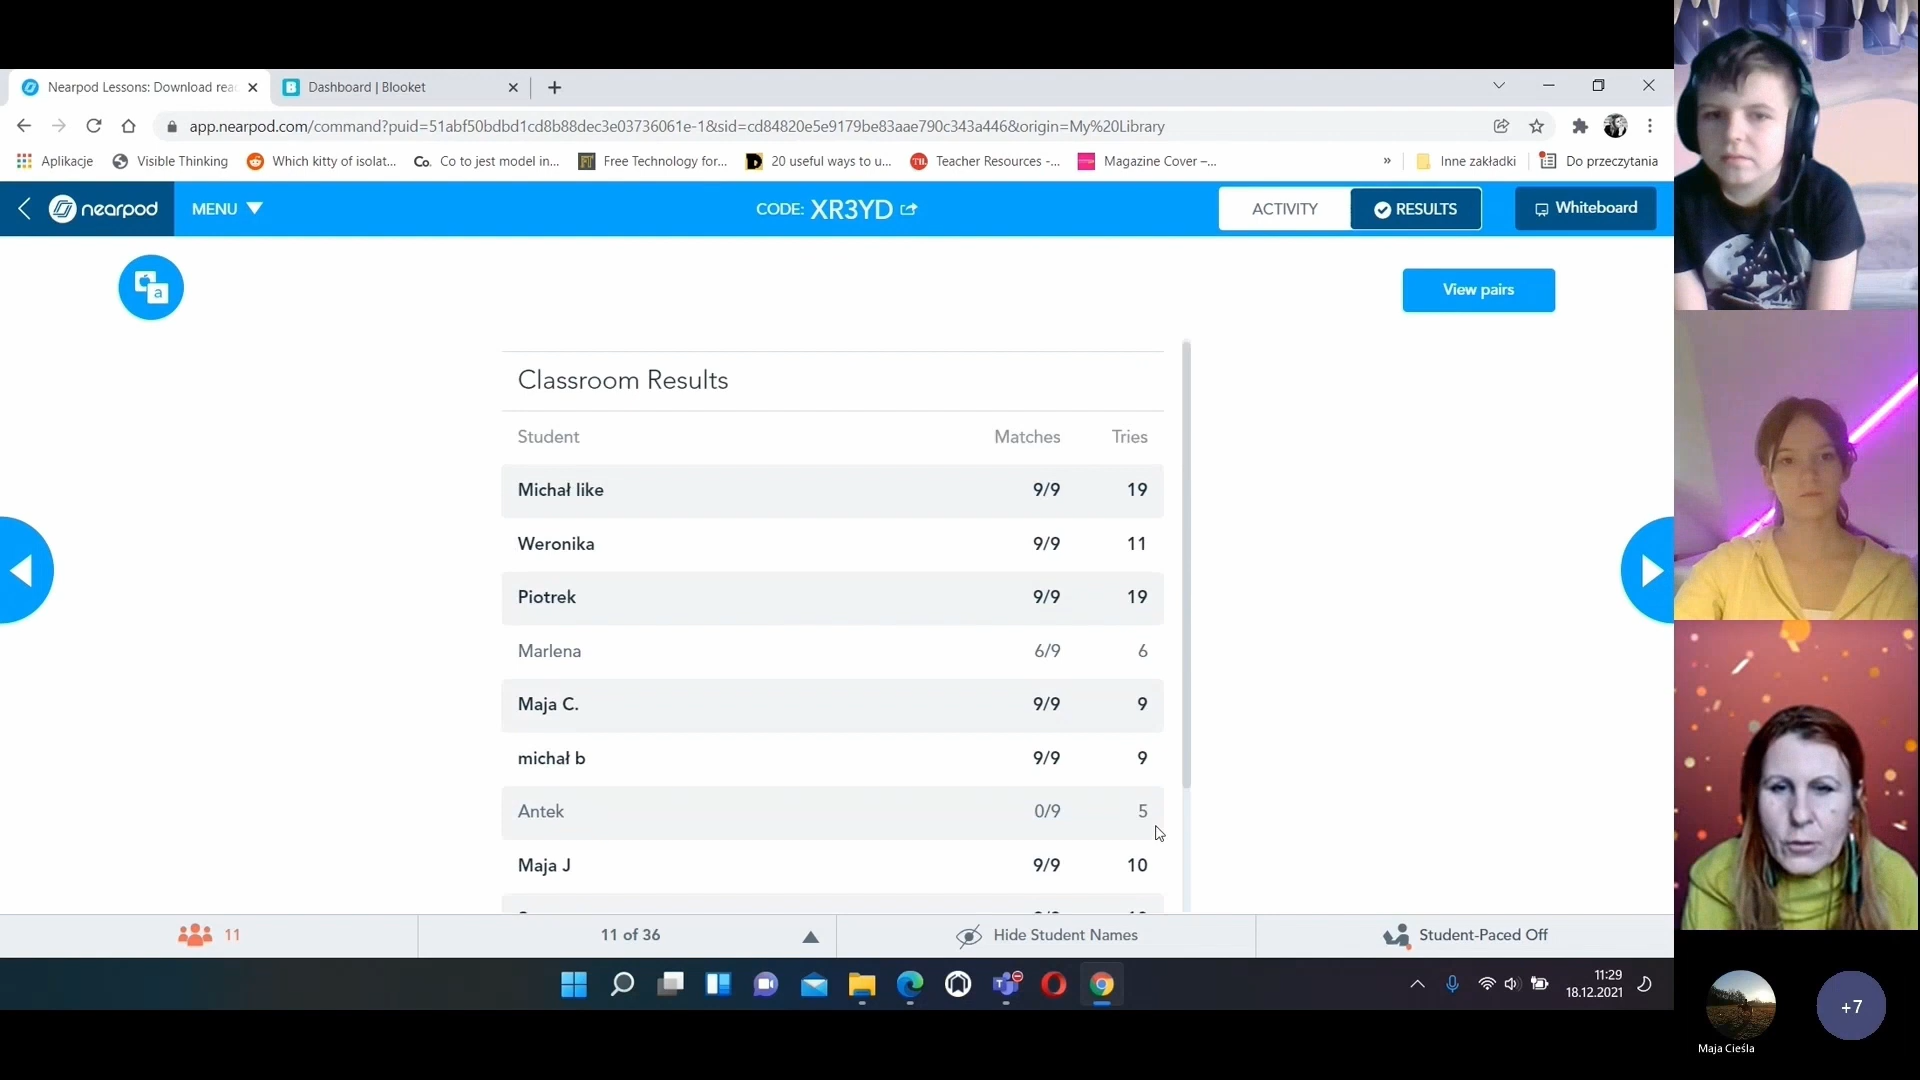 Nearpod Lessons: Download rea
Dashboard | Blooket
app.nearpod.com/command?puid=51abf50bdbd1cd8b88dec3e03736061e-1&sid=cd84820e5e9179be83aae790c343a446&origin=My%20Library
Aplikacje Visible Thinking Which kitty of isolat... Co. Co to jest model in... FT Free Technology for... D 20 useful ways to u... TH. Teacher Resources -... Magazine Cover –... » Inne zakładki Do przeczytania
nearpod MENU CODE: XR3YD ACTIVITY RESULTS Whiteboard
a
View pairs
Classroom Results
Student Matches Tries
Michał like 9/9 19
Weronika 9/9 11
Piotrek 9/9 19
Marlena 6/9 6
Maja C. 9/9 9
michał b 9/9 9
Antek 0/9 5
Maja J 9/9 10
11 11 of 36 Hide Student Names Student-Paced Off
11:29
18.12.2021
+7
Maja Cieśla